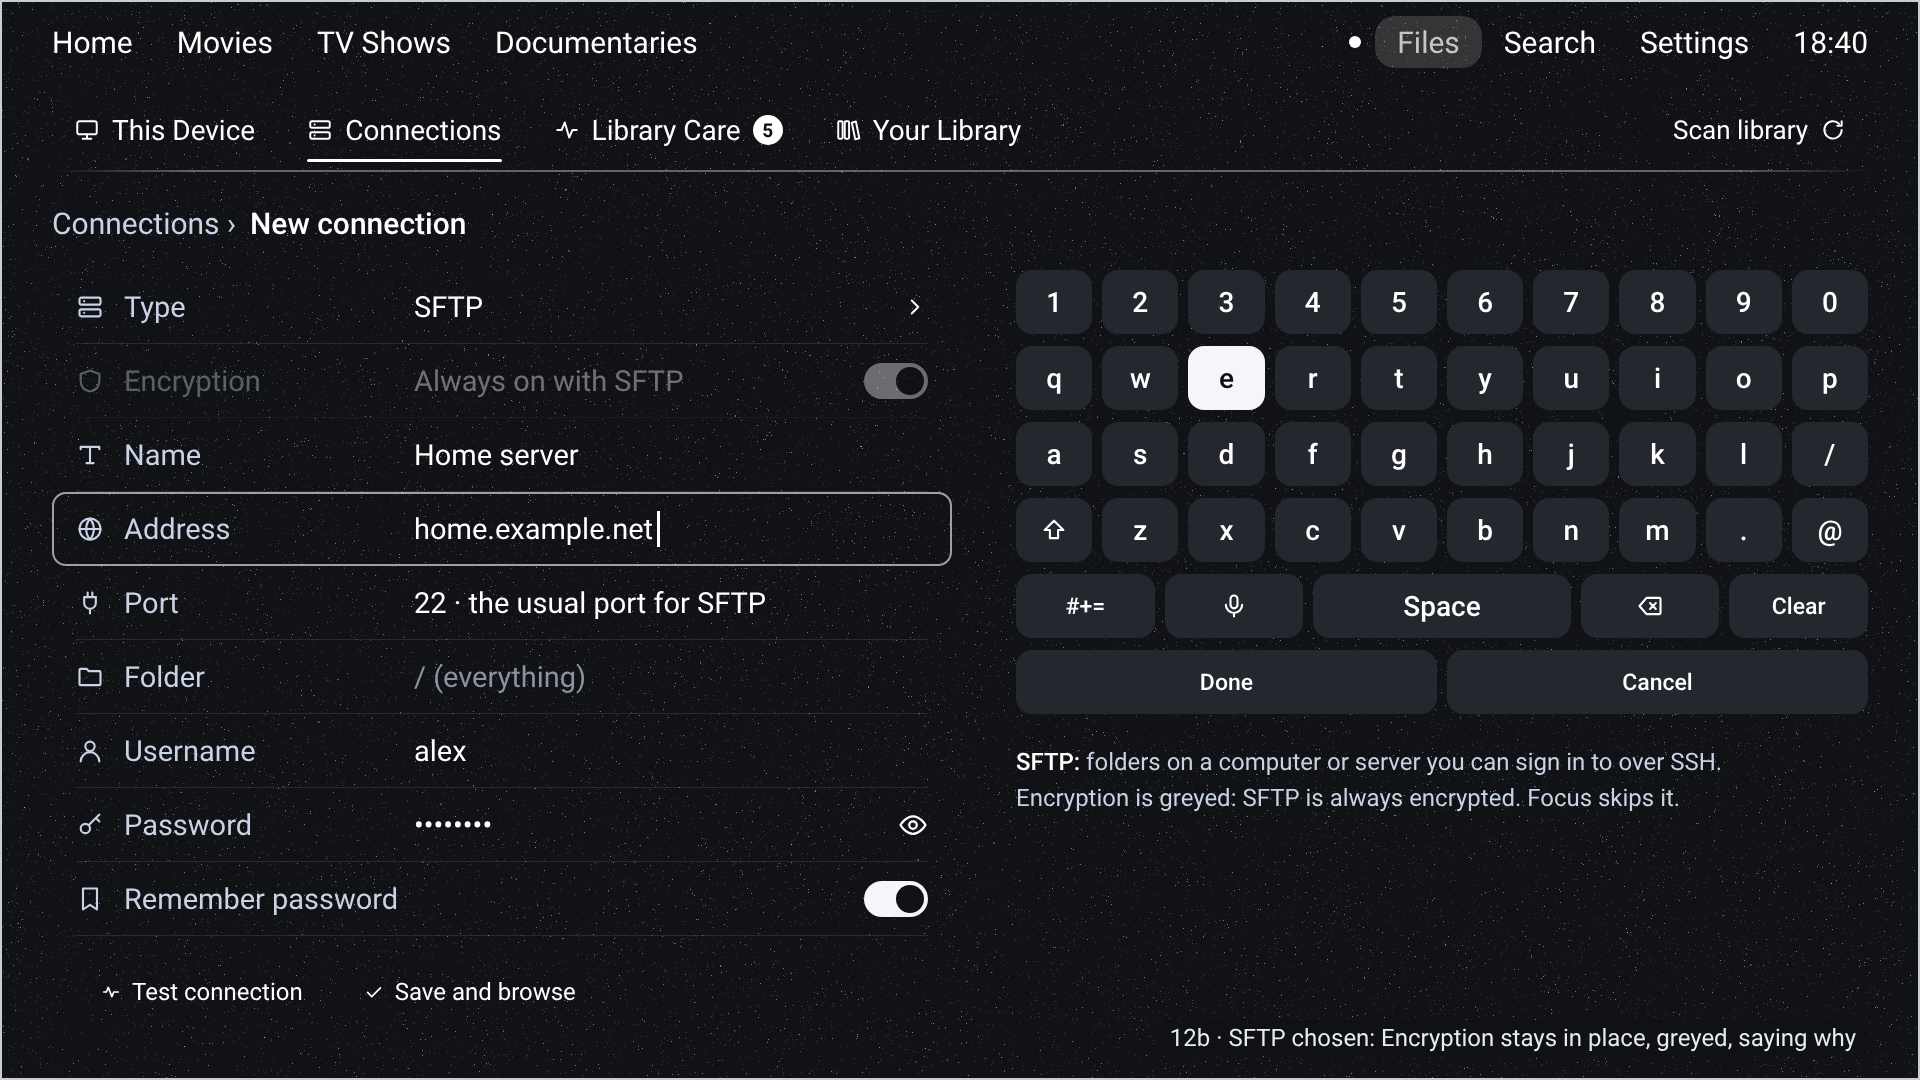 Home Movies TV Shows Documentaries Files Search Settings 18:40
This Device Connections Library Care 5 Your Library Scan library
Connections › New connection
Type SFTP
Encryption Always on with SFTP
Name Home server
Address home.example.net
Port 22 · the usual port for SFTP
Folder / (everything)
Username alex
Password ••••••••
Remember password
Test connection Save and browse
1 2 3 4 5 6 7 8 9 0
q w e r t y u i o p
a s d f g h j k l /
z x c v b n m . @
#+= Space Clear
Done Cancel
SFTP: folders on a computer or server you can sign in to over SSH.
Encryption is greyed: SFTP is always encrypted. Focus skips it.
12b · SFTP chosen: Encryption stays in place, greyed, saying why